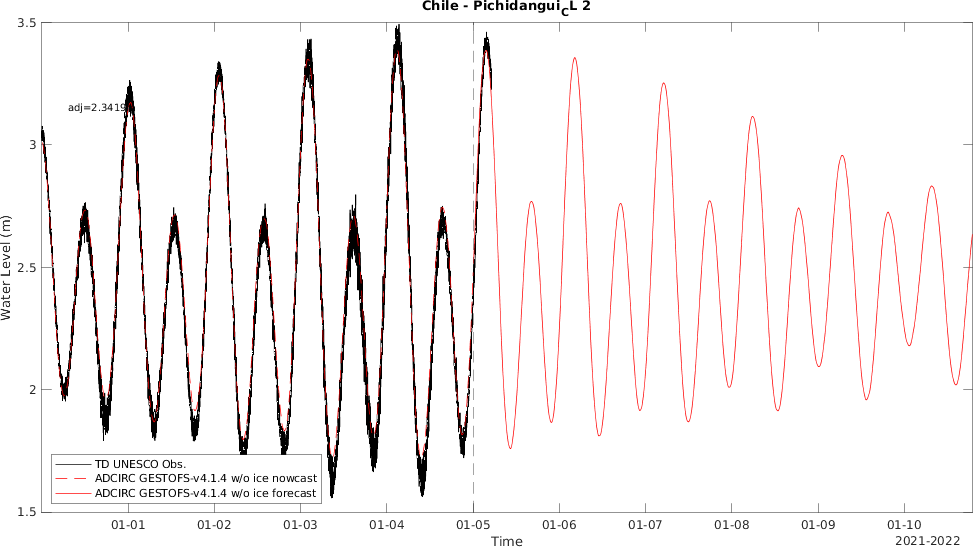 Chile - PichidanguiCL 2
3.5
adj=2.3419
3
2.5
Water Level (m)
2
TD UNESCO Obs.
ADCIRC GESTOFS-v4.1.4 w/o ice nowcast
ADCIRC GESTOFS-v4.1.4 w/o ice forecast
1.5
01-01 01-02 01-03 01-04 01-05 01-06 01-07 01-08 01-09 01-10
Time
2021-2022